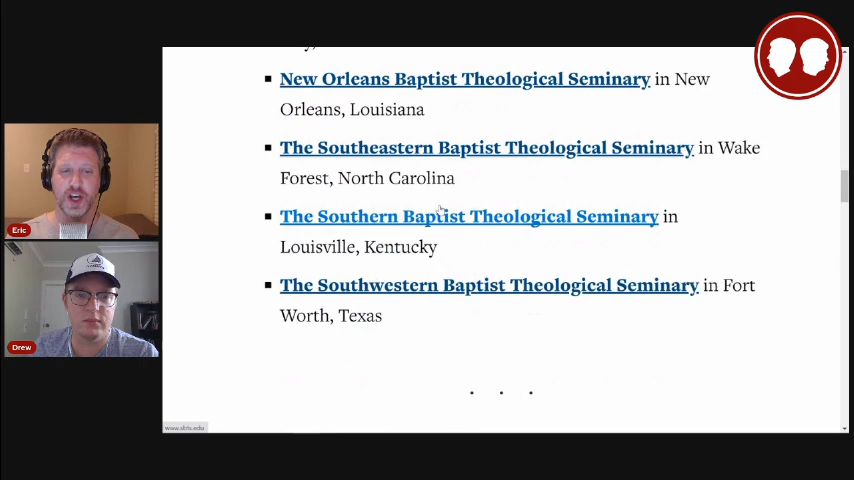 New Orleans Baptist Theological Seminary in New
Orleans, Louisiana
The Southeastern Baptist Theological Seminary in Wake
Forest, North Carolina
The Southern Baptist Theological Seminary in
Louisville, Kentucky
The Southwestern Baptist Theological Seminary in Fort
Worth, Texas
Eric
Drew
www.sbts.edu